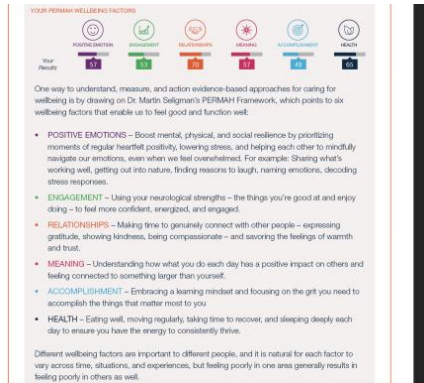 YOUR PERMAH WELLBEING FACTORS
POSITIVE EMOTION ENGAGEMENT RELATIONSHIPS MEANING ACCOMPLISHMENT HEALTH
Your
Results
57 53 70 57 48 65
One way to understand, measure, and action evidence-based approaches for caring for
wellbeing is by drawing on Dr. Martin Seligman's PERMAH Framework, which points to six
wellbeing factors that enable us to feel good and function well:
• POSITIVE EMOTIONS – Boost mental, physical, and social resilience by prioritizing
moments of regular heartfelt positivity, lowering stress, and helping each other to mindfully
navigate our emotions, even when we feel overwhelmed. For example: Sharing what's
working well, getting out into nature, finding reasons to laugh, naming emotions, decoding
stress responses.
• ENGAGEMENT – Using your neurological strengths – the things you're good at and enjoy
doing – to feel more confident, energized, and engaged.
• RELATIONSHIPS – Making time to genuinely connect with other people – expressing
gratitude, showing kindness, being compassionate – and savoring the feelings of warmth
and trust.
• MEANING – Understanding how what you do each day has a positive impact on others and
feeling connected to something larger than yourself.
• ACCOMPLISHMENT – Embracing a learning mindset and focusing on the grit you need to
accomplish the things that matter most to you
• HEALTH – Eating well, moving regularly, taking time to recover, and sleeping deeply each
day to ensure you have the energy to consistently thrive.
Different wellbeing factors are important to different people, and it is natural for each factor to
vary across time, situations, and experiences, but feeling poorly in one area generally results in
feeling poorly in others as well.